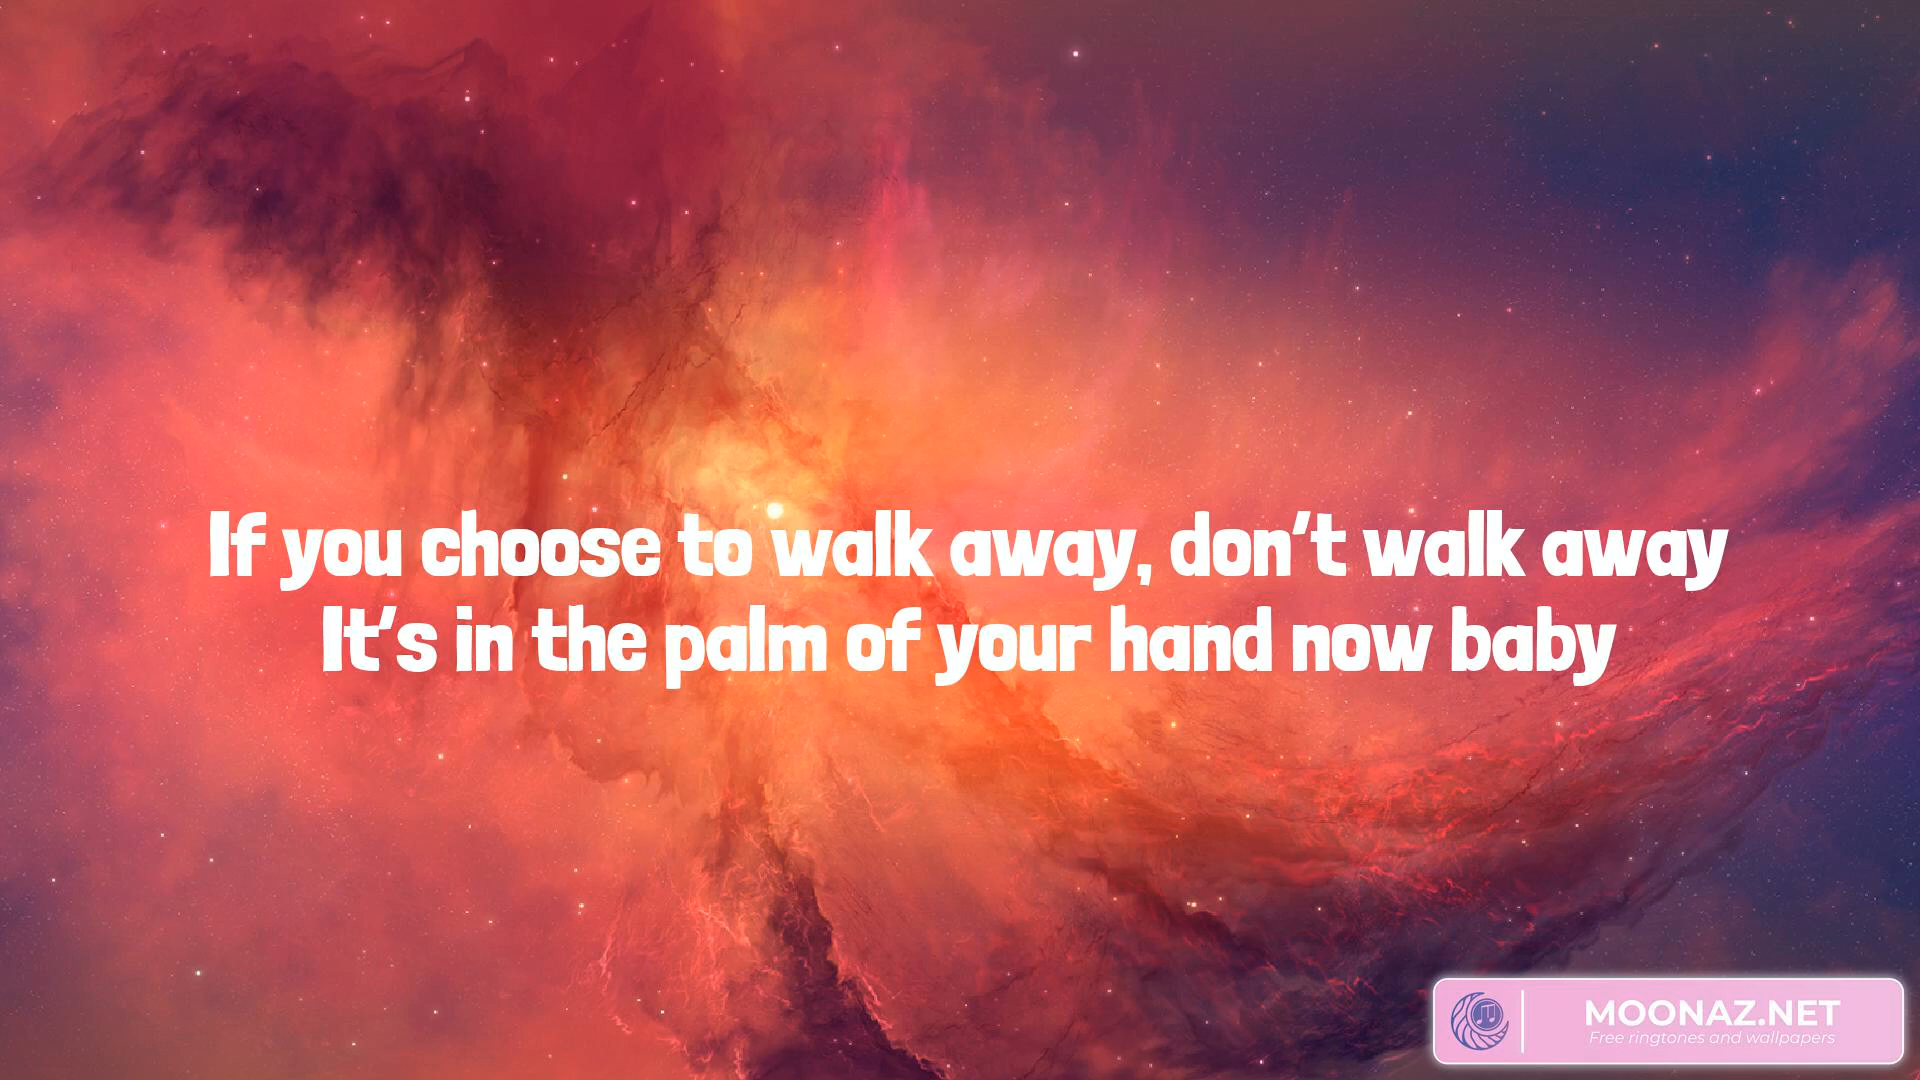 If you choose to walk away, don't walk away
It's in the palm of your hand now baby
MOONAZ.NET
Free ringtones and wallpapers